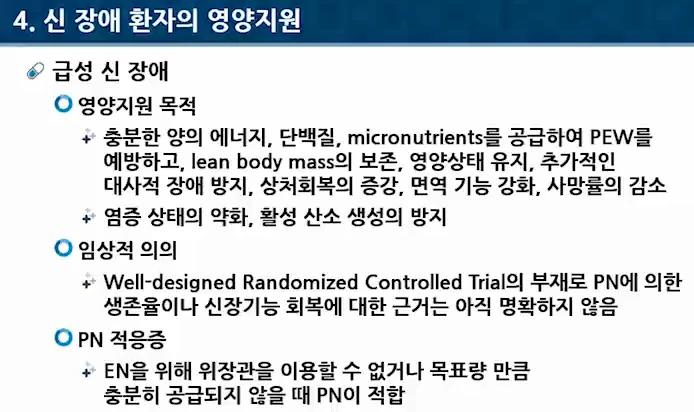 4. 신 장애 환자의 영양지원
급성 신 장애
영양지원 목적
충분한 양의 에너지, 단백질, micronutrients를 공급하여 PEW를
예방하고, lean body mass의 보존, 영양상태 유지, 추가적인
대사적 장애 방지, 상처회복의 증강, 면역 기능 강화, 사망률의 감소
염증 상태의 약화, 활성 산소 생성의 방지
임상적 의의
Well-designed Randomized Controlled Trial의 부재로 PN에 의한
생존율이나 신장기능 회복에 대한 근거는 아직 명확하지 않음
PN 적응증
EN을 위해 위장관을 이용할 수 없거나 목표량 만큼
충분히 공급되지 않을 때 PN이 적합